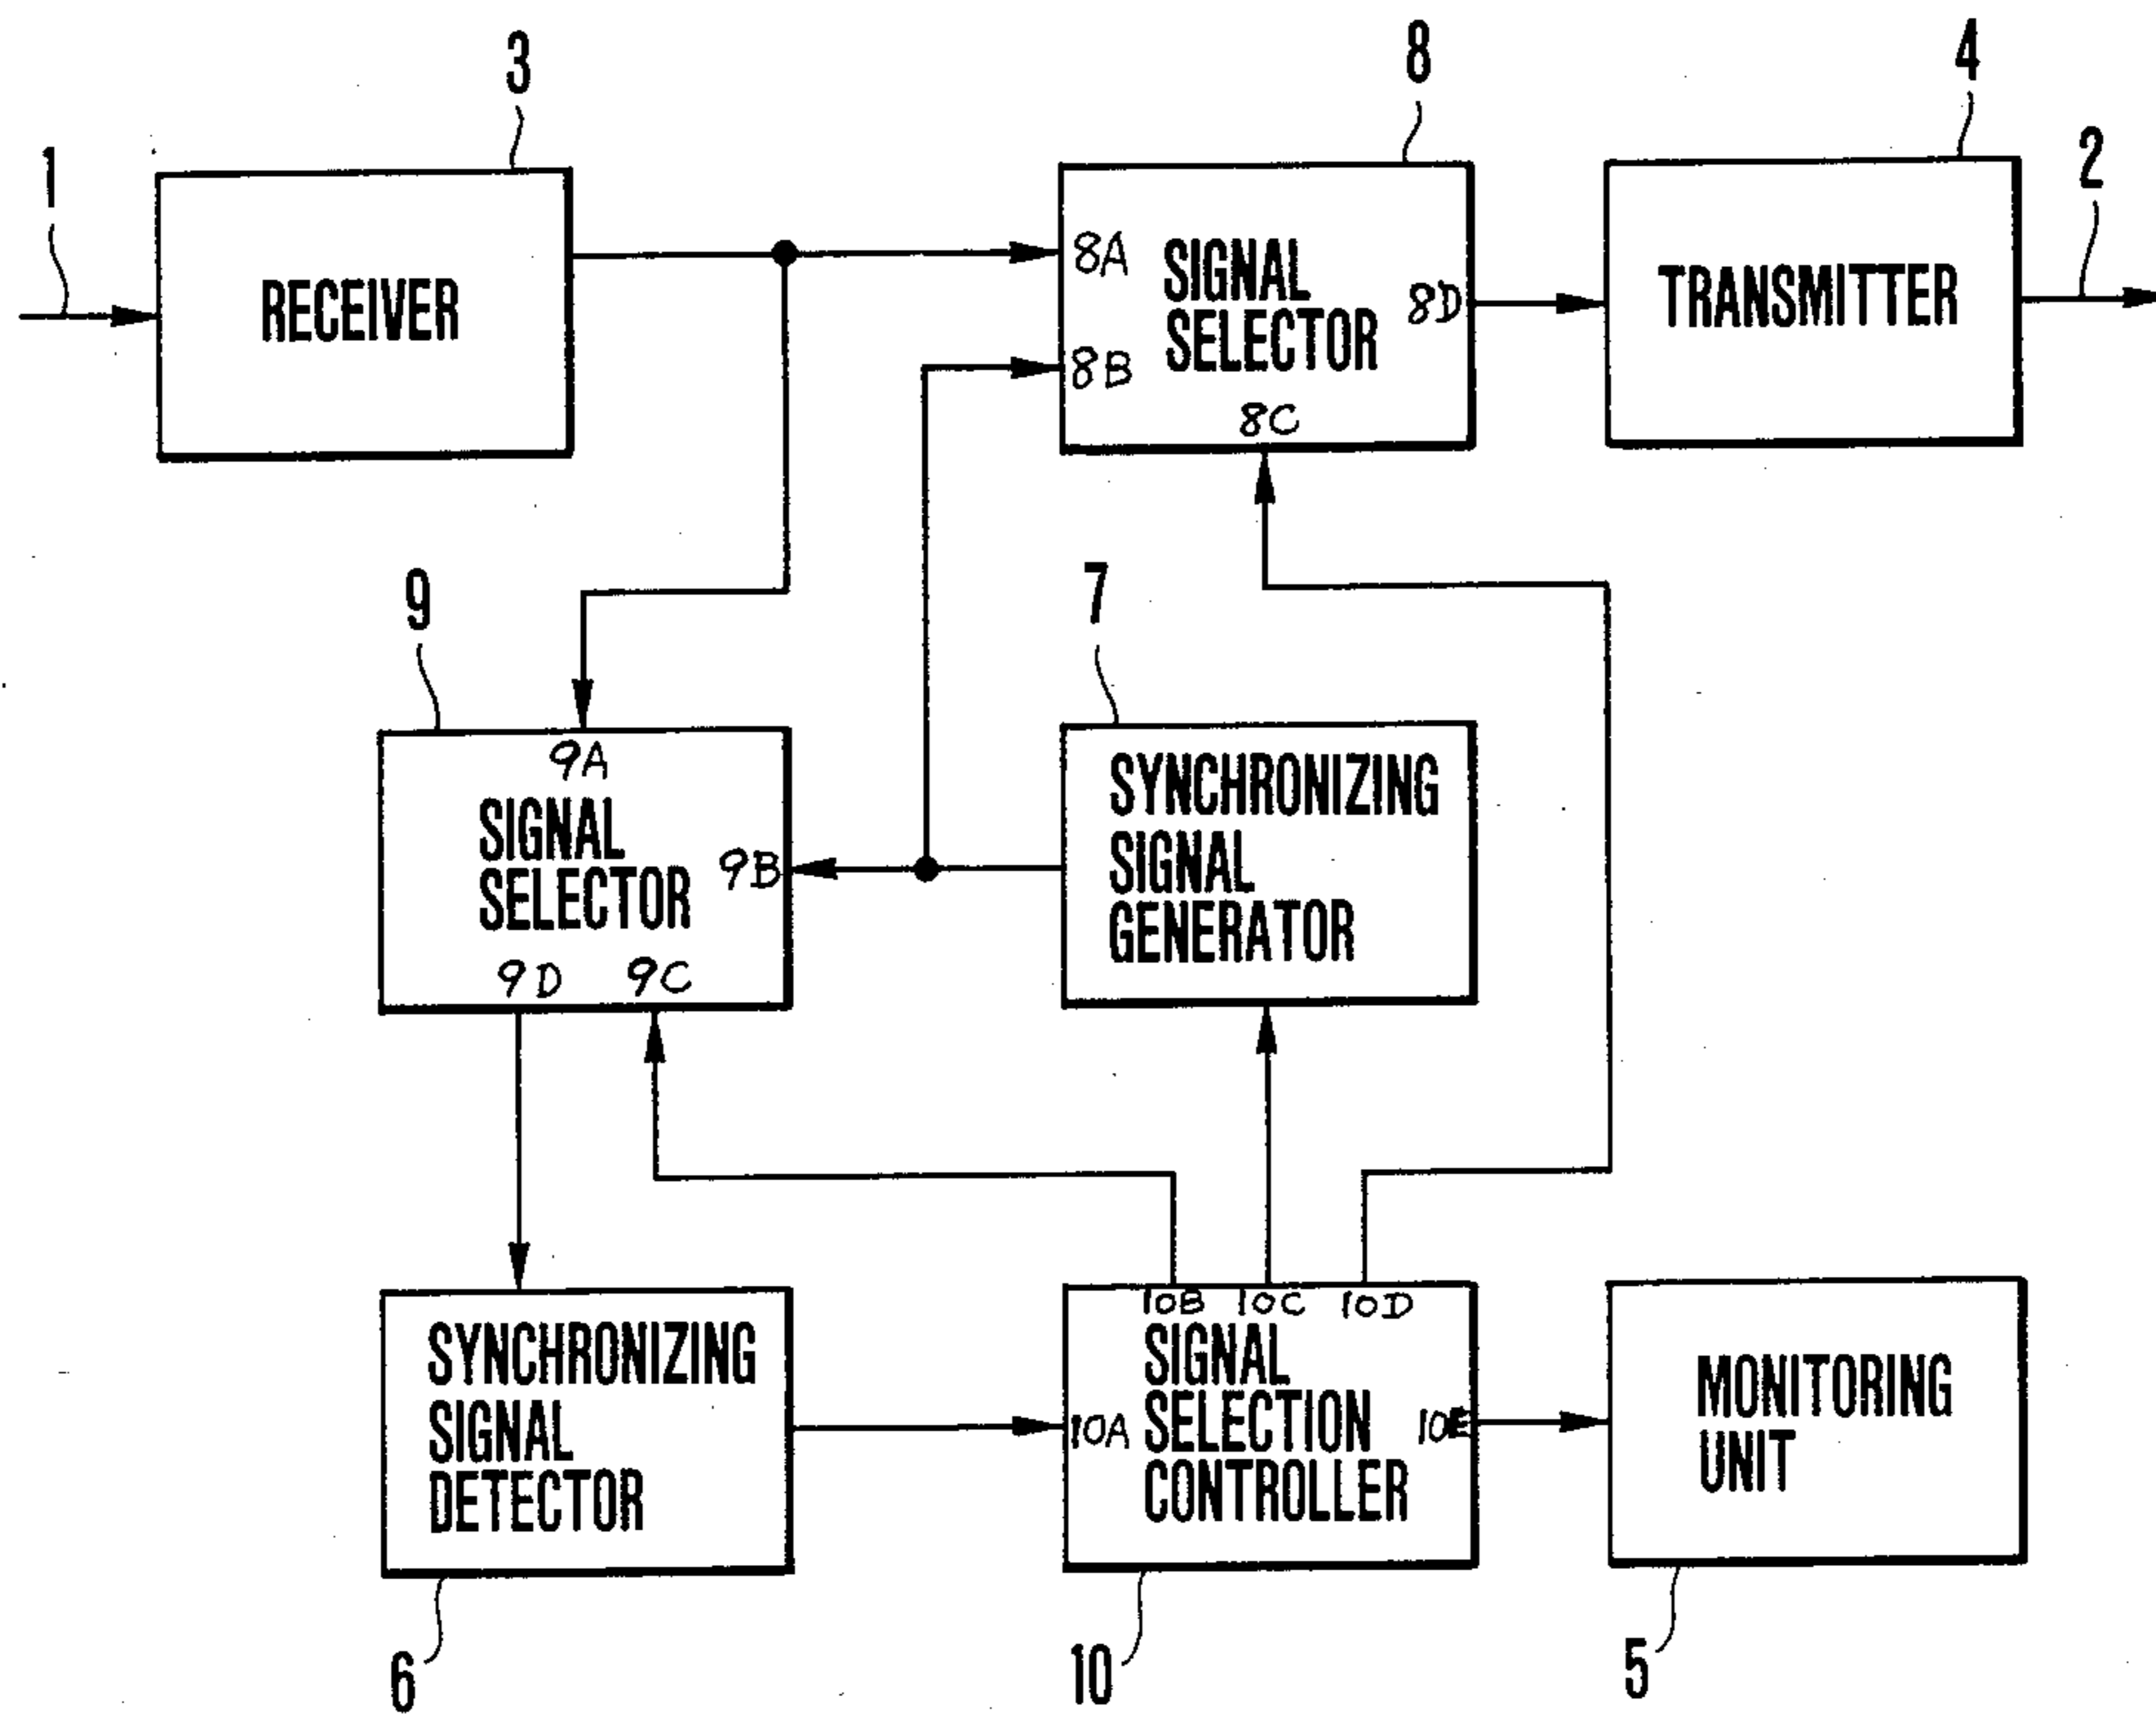 3
8
4
1
2
RECEIVER
8A
SIGNAL
SELECTOR
8B
8C
8D
TRANSMITTER
9
7
9A
SIGNAL
SELECTOR
9B
9D 9C
SYNCHRONIZING
SIGNAL
GENERATOR
SYNCHRONIZING
SIGNAL
DETECTOR
10B 10C 10D
10A
SIGNAL
SELECTION
CONTROLLER
10E
MONITORING
UNIT
6
10
5